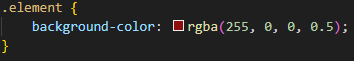 .element {
    background-color: rgba(255, 0, 0, 0.5);
}